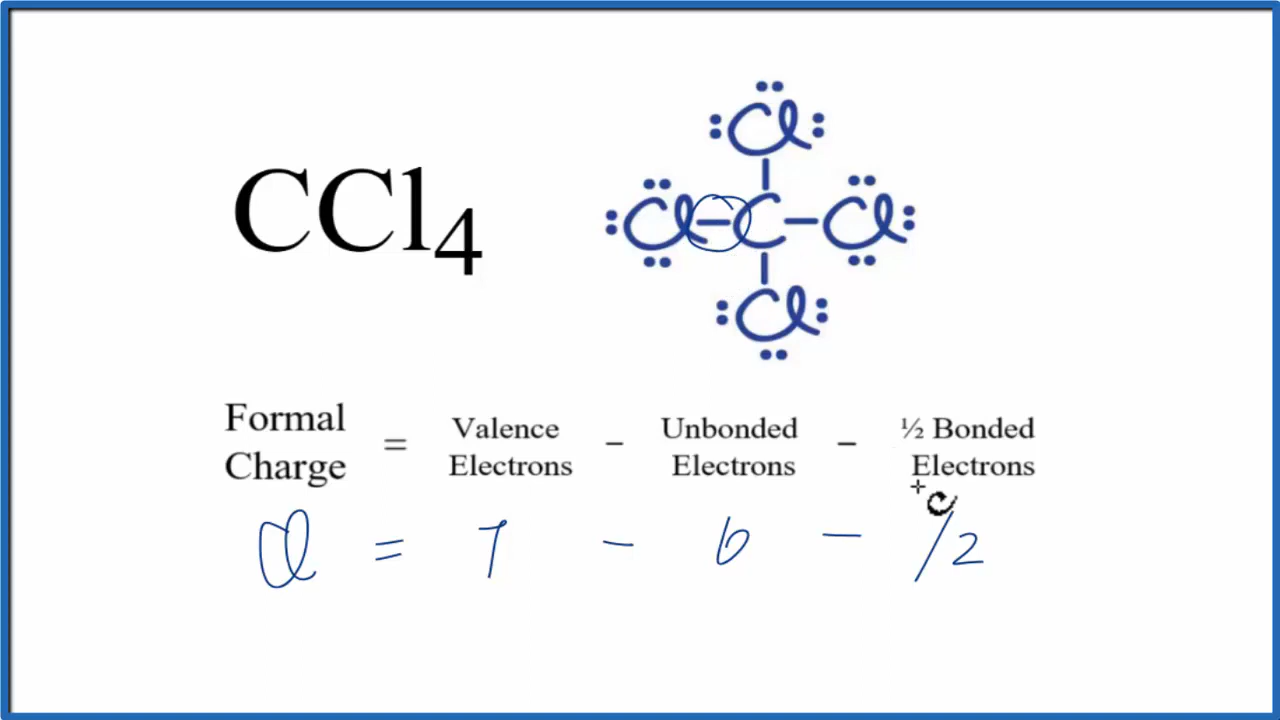 CCl4
Cl
Cl – C – Cl
Cl
Formal Charge = Valence Electrons – Unbonded Electrons – ½ Bonded Electrons
Cl = 7 – 6 – /2